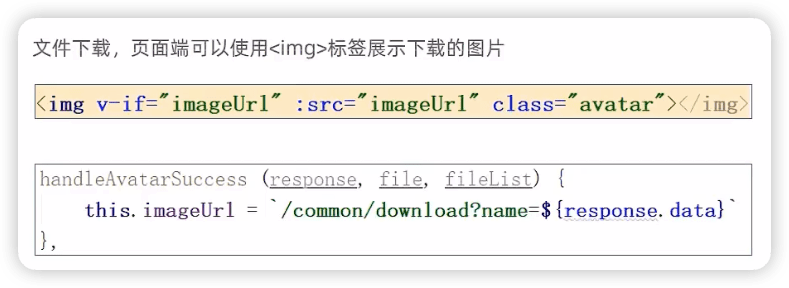 文件下载，页面端可以使用<img>标签展示下载的图片
<img v-if="imageUrl" :src="imageUrl" class="avatar"></img>
handleAvatarSuccess (response, file, fileList) {
this.imageUrl = `/common/download?name=${response.data}`
},